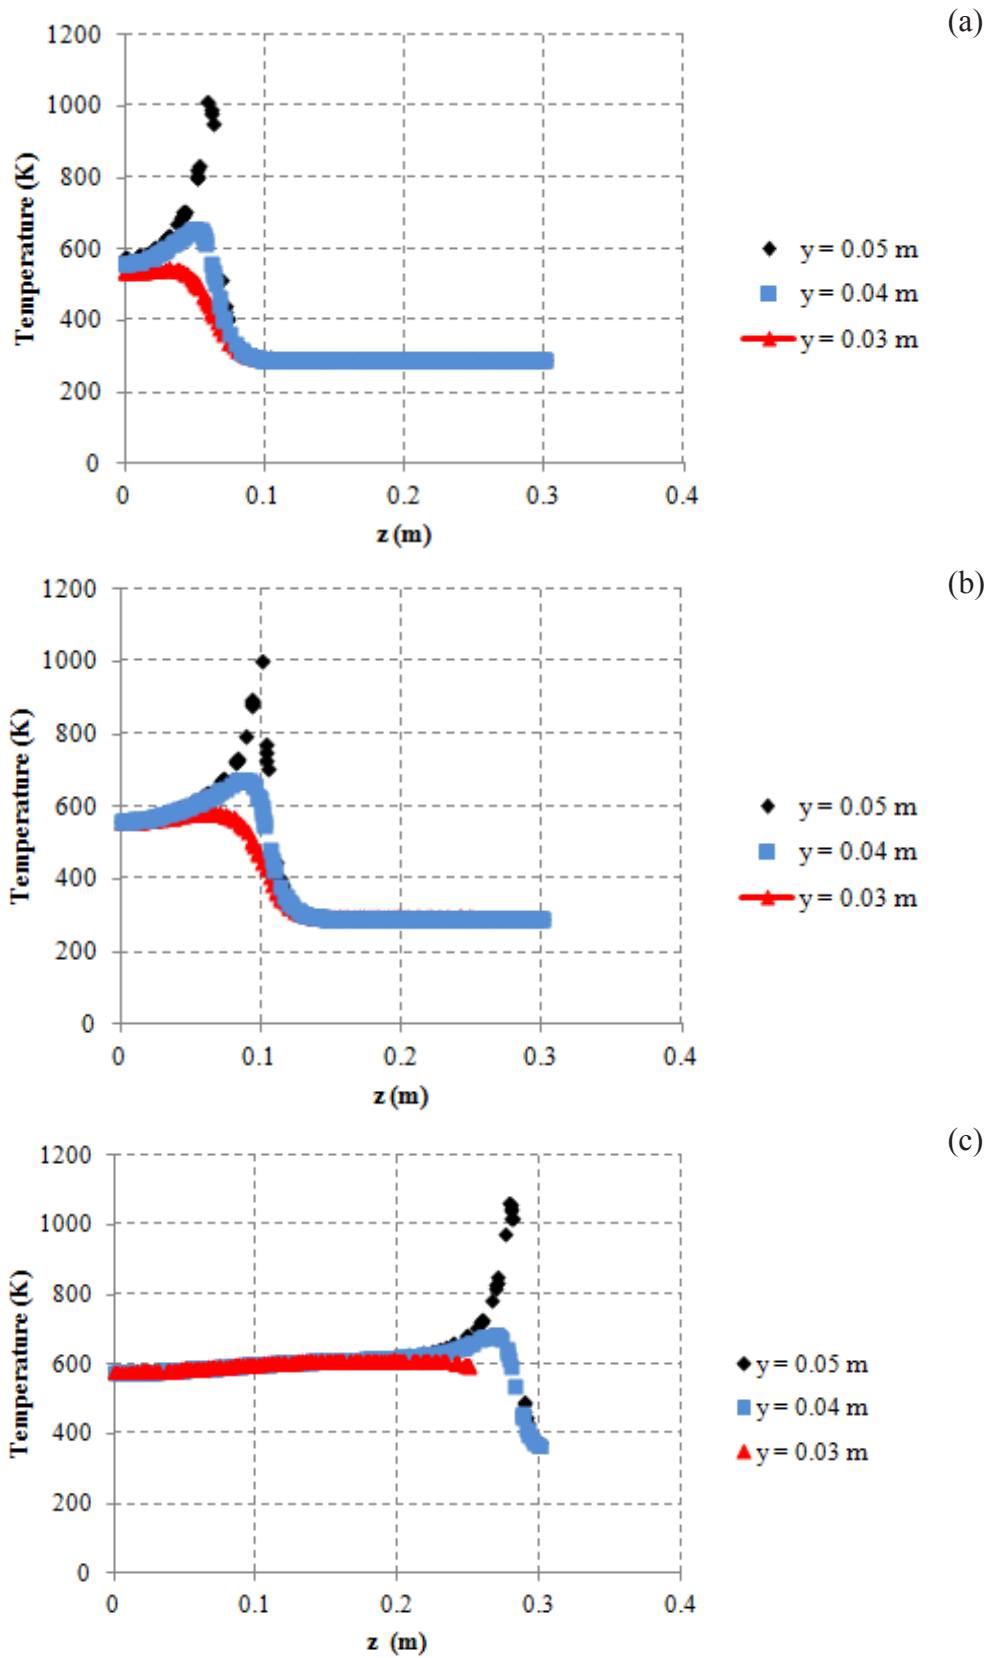 (a)
1200
1000
800
600
400
200
0
Temperature (K)
0 0.1 0.2 0.3 0.4
z (m)
y = 0.05 m
y = 0.04 m
y = 0.03 m
(b)
1200
1000
800
600
400
200
0
Temperature (K)
0 0.1 0.2 0.3 0.4
z (m)
y = 0.05 m
y = 0.04 m
y = 0.03 m
(c)
1200
1000
800
600
400
200
0
Temperature (K)
0 0.1 0.2 0.3 0.4
z (m)
y = 0.05 m
y = 0.04 m
y = 0.03 m